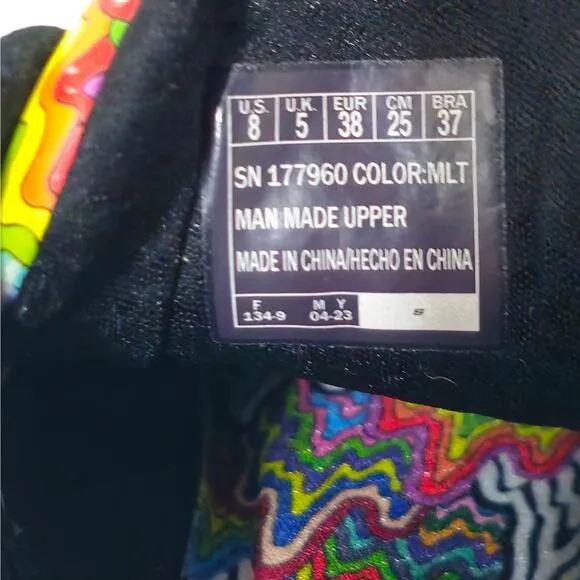 U.S. U.K. EUR CM BRA
8 5 38 25 37
SN 177960 COLOR:MLT
MAN MADE UPPER
MADE IN CHINA/HECHO EN CHINA
F M Y
134-9 04-23 S